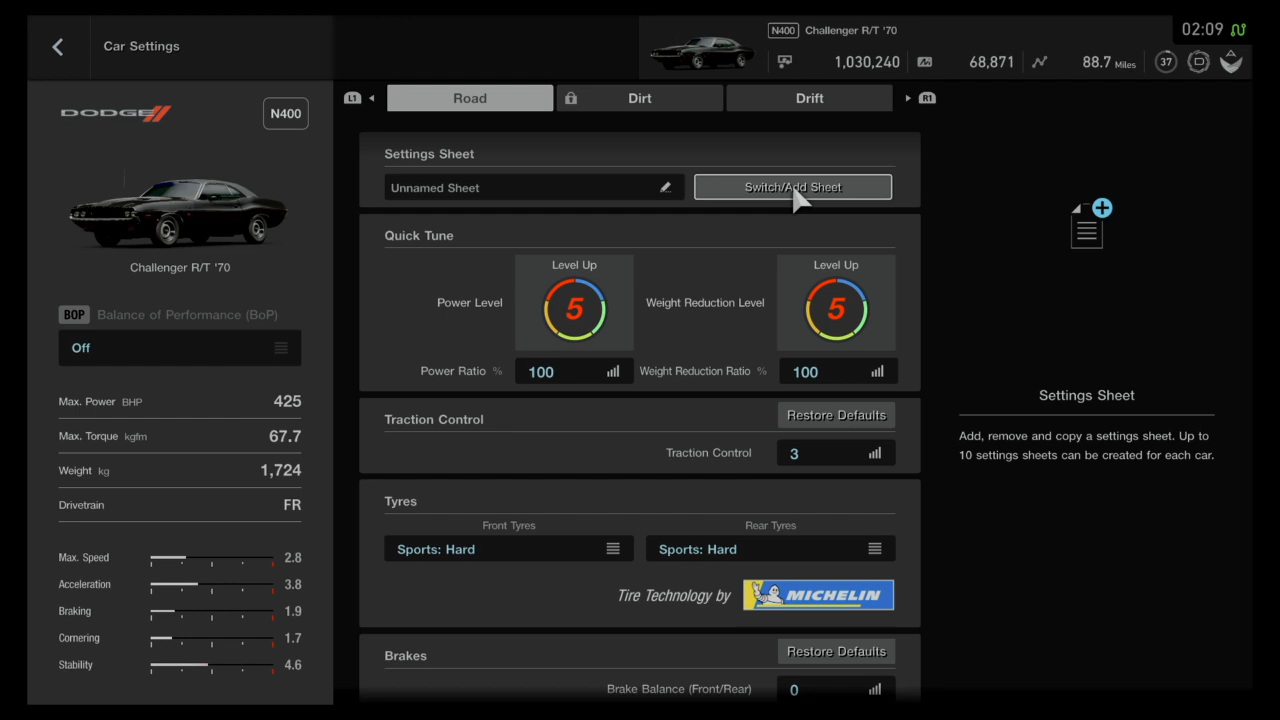 Car Settings
N400 Challenger R/T '70
02:09
1,030,240 68,871 88.7 Miles 37
DODGE
N400
L1 Road Dirt Drift R1
Settings Sheet
Unnamed Sheet Switch/Add Sheet
Challenger R/T '70
Quick Tune
Level Up Level Up
Power Level 5 Weight Reduction Level 5
Power Ratio % 100 Weight Reduction Ratio % 100
BOP Balance of Performance (BoP)
Off
Max. Power BHP 425
Max. Torque kgfm 67.7
Weight kg 1,724
Drivetrain FR
Max. Speed 2.8
Acceleration 3.8
Braking 1.9
Cornering 1.7
Stability 4.6
Traction Control Restore Defaults
Traction Control 3
Tyres
Front Tyres Rear Tyres
Sports: Hard Sports: Hard
Tire Technology by MICHELIN
Brakes Restore Defaults
Brake Balance (Front/Rear) 0
Settings Sheet
Add, remove and copy a settings sheet. Up to
10 settings sheets can be created for each car.